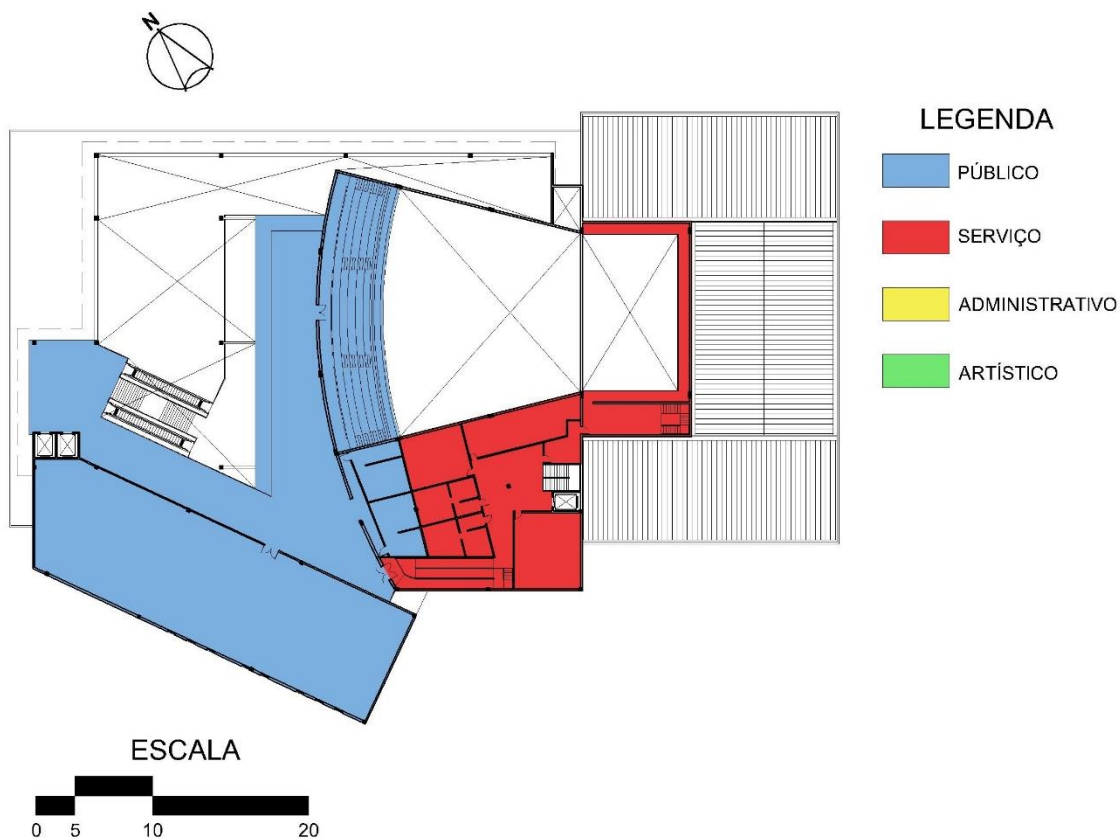 N
LEGENDA
PÚBLICO
SERVIÇO
ADMINISTRATIVO
ARTÍSTICO
ESCALA
0 5 10 20